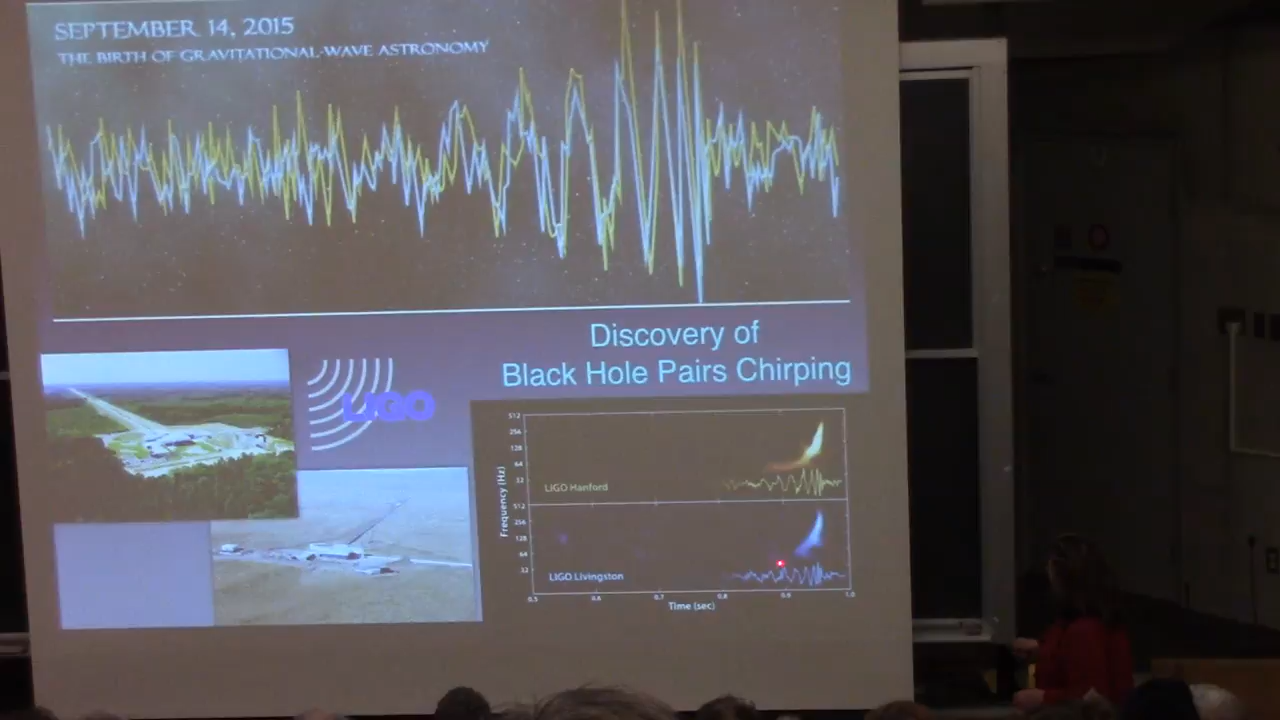 SEPTEMBER 14, 2015
THE BIRTH OF GRAVITATIONAL-WAVE ASTRONOMY
Discovery of
Black Hole Pairs Chirping
LIGO
Frequency (Hz)
512
256
128
64
32
LIGO Hanford
512
256
128
64
32
LIGO Livingston
0.5 0.6 0.7 0.8 0.9 1.0
Time (sec)